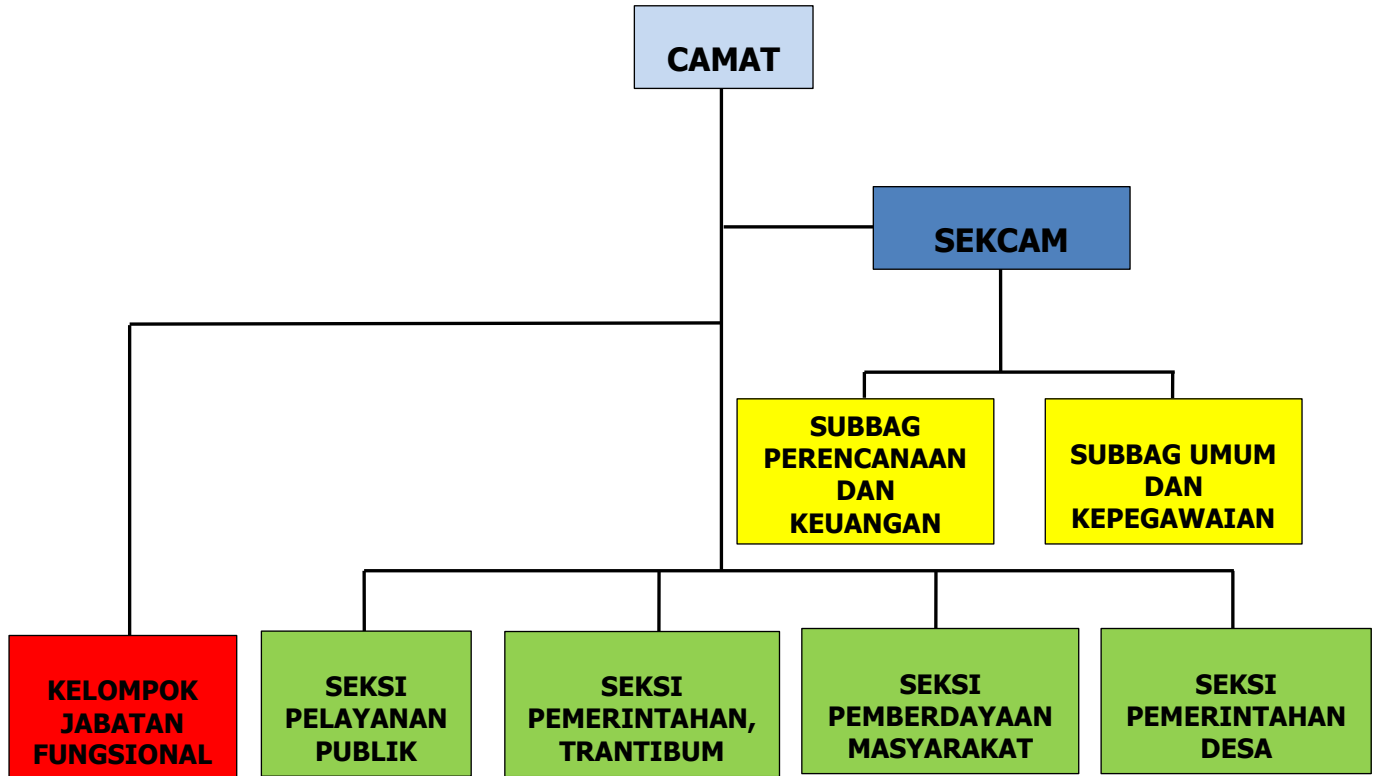 CAMAT
SEKCAM
SUBBAG
PERENCANAAN
DAN
KEUANGAN
SUBBAG UMUM
DAN
KEPEGAWAIAN
KELOMPOK
JABATAN
FUNGSIONAL
SEKSI
PELAYANAN
PUBLIK
SEKSI
PEMERINTAHAN,
TRANTIBUM
SEKSI
PEMBERDAYAAN
MASYARAKAT
SEKSI
PEMERINTAHAN
DESA